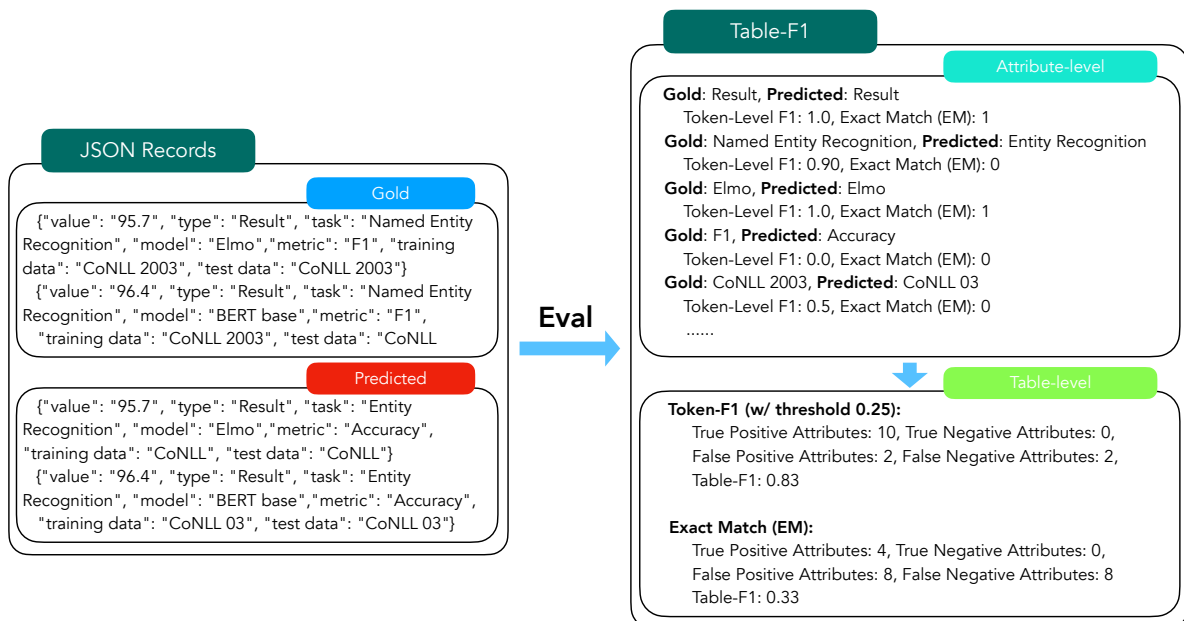 JSON Records
Gold
{"value": "95.7", "type": "Result", "task": "Named Entity
Recognition", "model": "Elmo","metric": "F1", "training
data": "CoNLL 2003", "test data": "CoNLL 2003"}
{"value": "96.4", "type": "Result", "task": "Named Entity
Recognition", "model": "BERT base","metric": "F1",
"training data": "CoNLL 2003", "test data": "CoNLL
Predicted
{"value": "95.7", "type": "Result", "task": "Entity
Recognition", "model": "Elmo","metric": "Accuracy",
"training data": "CoNLL", "test data": "CoNLL"}
{"value": "96.4", "type": "Result", "task": "Entity
Recognition", "model": "BERT base","metric": "Accuracy",
"training data": "CoNLL 03", "test data": "CoNLL 03"}
Eval
Table-F1
Attribute-level
Gold: Result, Predicted: Result
Token-Level F1: 1.0, Exact Match (EM): 1
Gold: Named Entity Recognition, Predicted: Entity Recognition
Token-Level F1: 0.90, Exact Match (EM): 0
Gold: Elmo, Predicted: Elmo
Token-Level F1: 1.0, Exact Match (EM): 1
Gold: F1, Predicted: Accuracy
Token-Level F1: 0.0, Exact Match (EM): 0
Gold: CoNLL 2003, Predicted: CoNLL 03
Token-Level F1: 0.5, Exact Match (EM): 0
......
Table-level
Token-F1 (w/ threshold 0.25):
True Positive Attributes: 10, True Negative Attributes: 0,
False Positive Attributes: 2, False Negative Attributes: 2,
Table-F1: 0.83
Exact Match (EM):
True Positive Attributes: 4, True Negative Attributes: 0,
False Positive Attributes: 8, False Negative Attributes: 8
Table-F1: 0.33